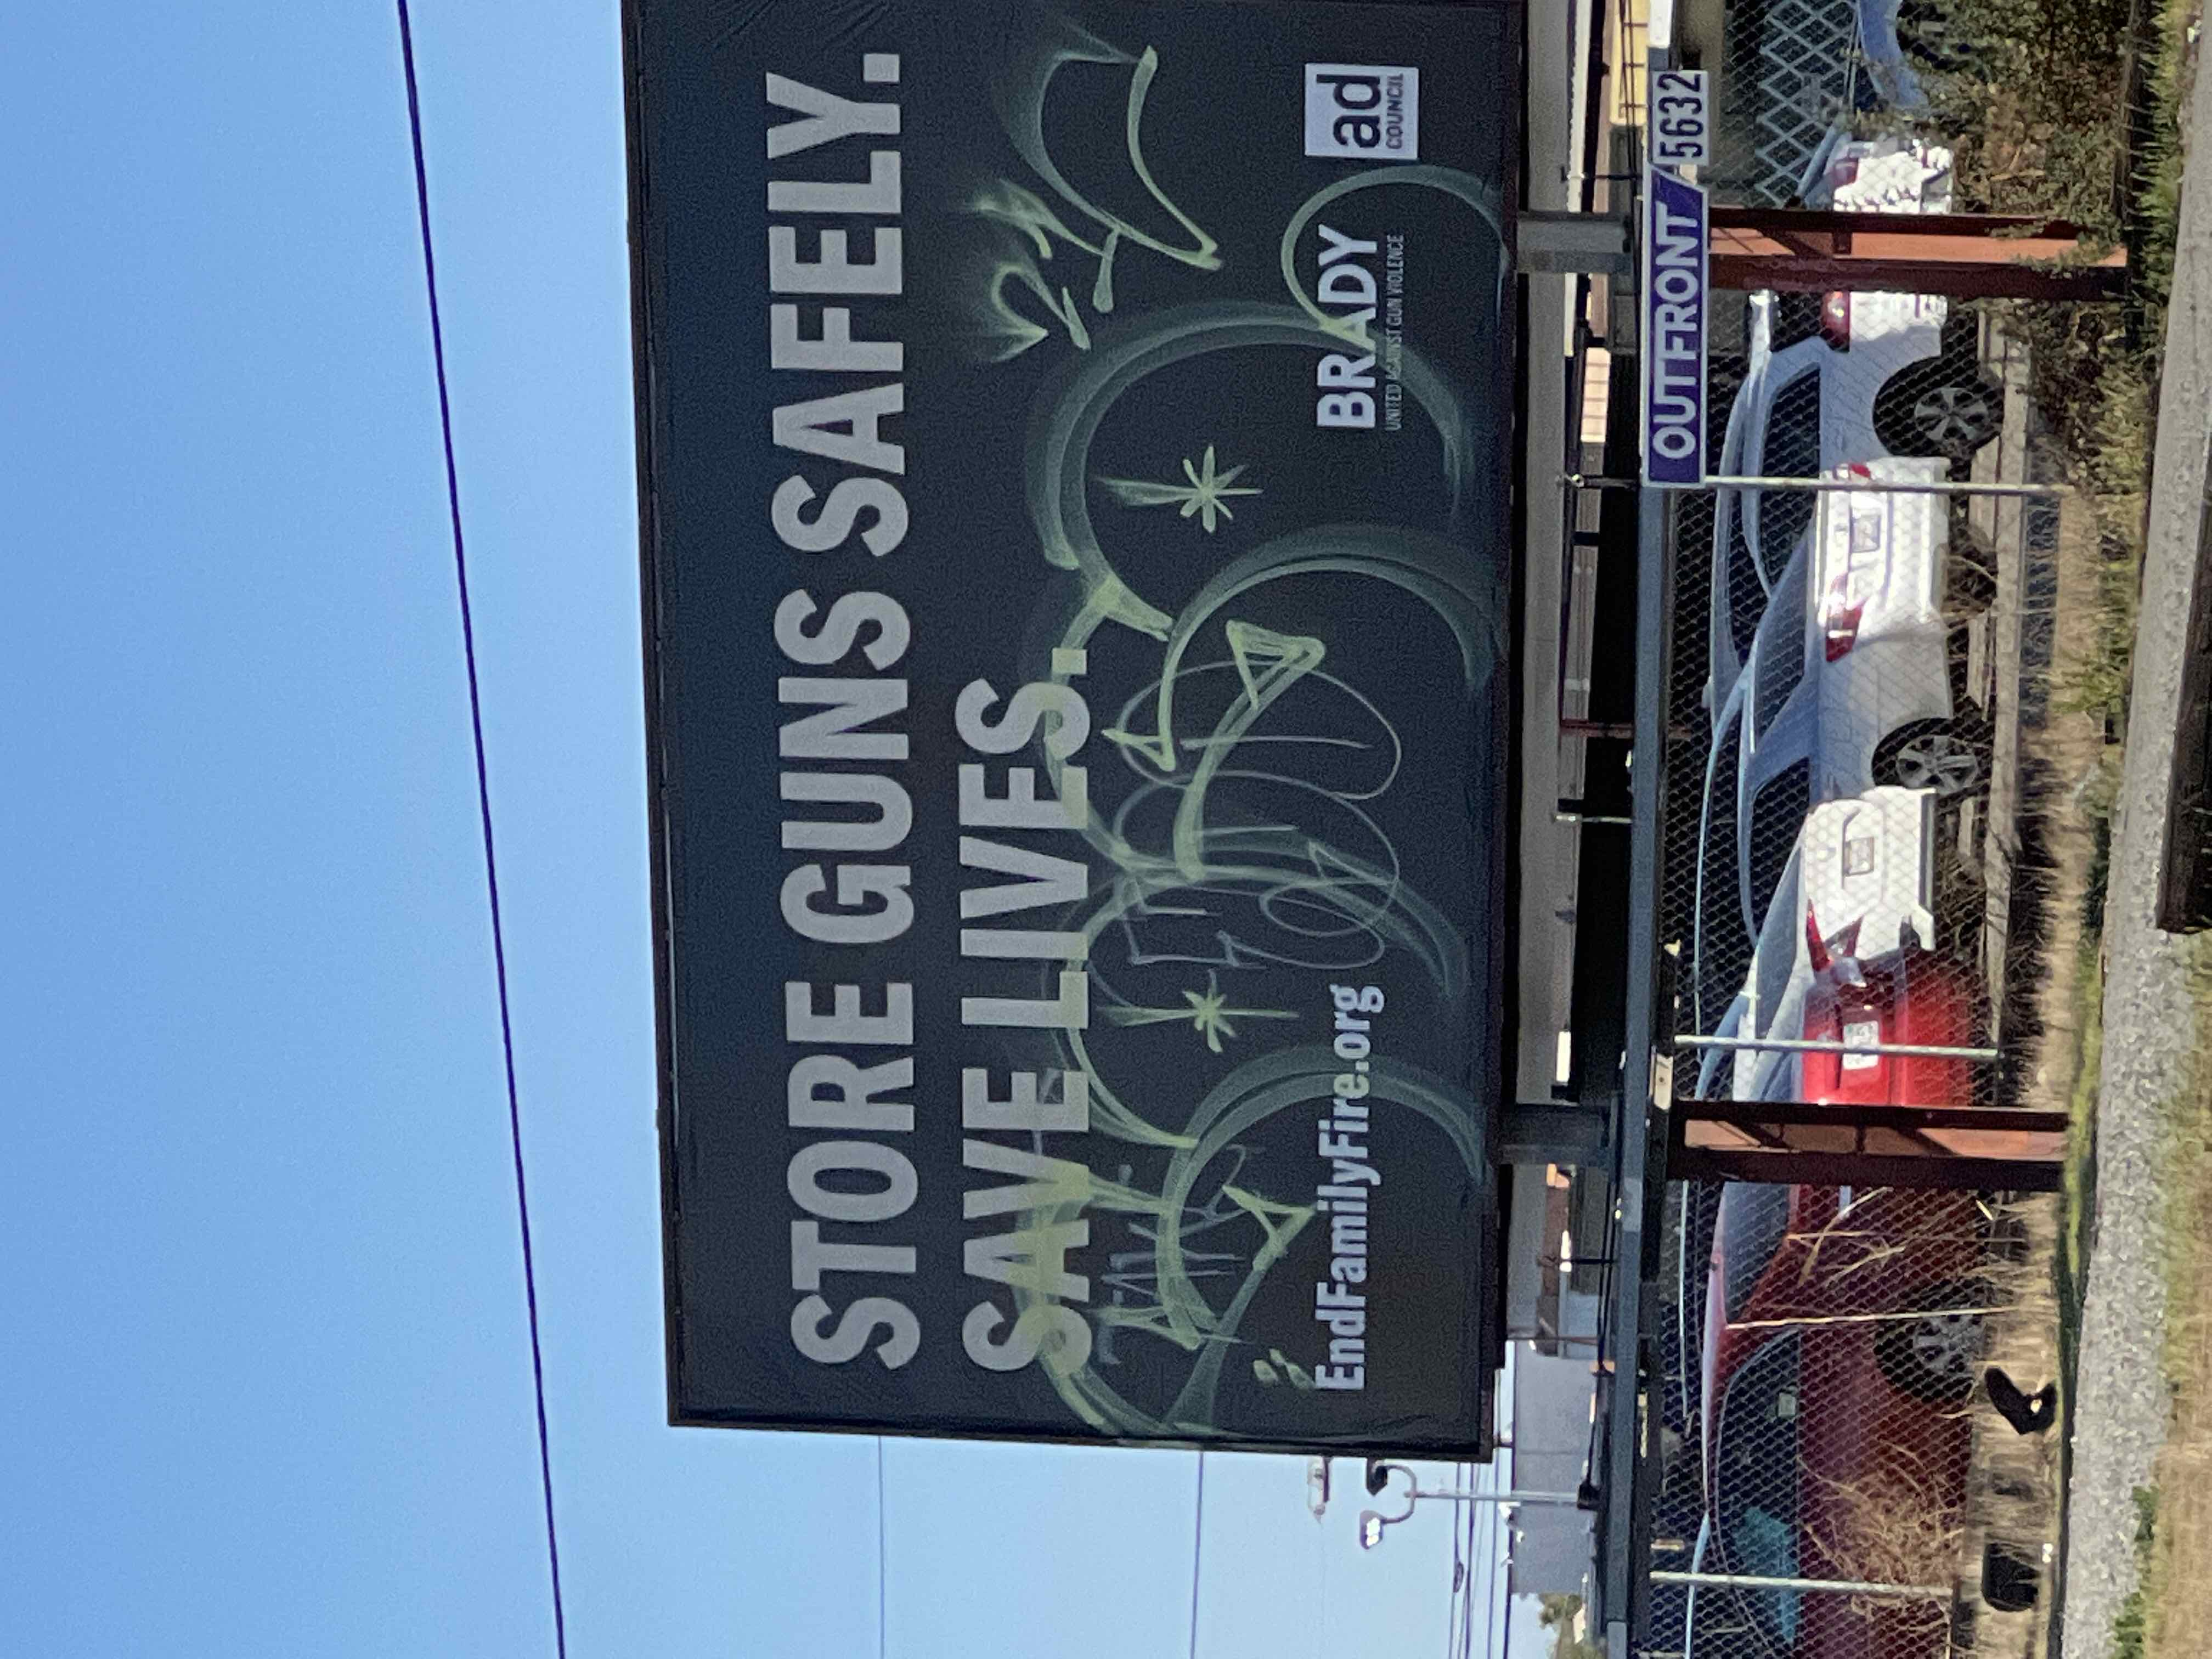 STORE GUNS SAFELY.
SAVE LIVES.
EndFamilyFire.org
BRADY
UNITED AGAINST GUN VIOLENCE
ad
COUNCIL
OUTFRONT
5632